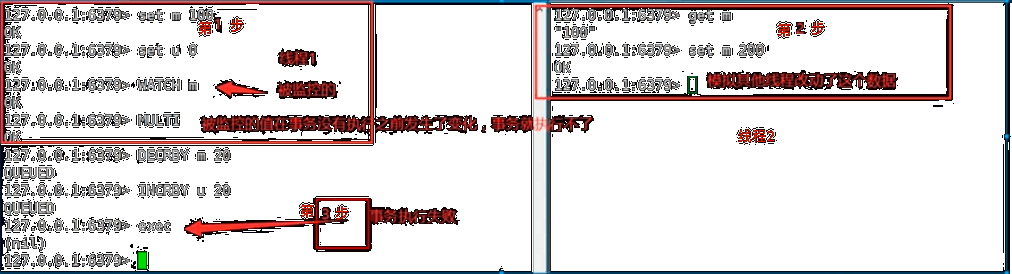 127.0.0.1:6379> set m 100
OK
第 1 步
127.0.0.1:6379> set u 0
OK
线程1
127.0.0.1:6379> WATCH m
被监控的
OK
127.0.0.1:6379> MULTI
被监控的值在事务没有执行之前发生了变化，事务就执行不了
OK
127.0.0.1:6379> DECRBY m 20
QUEUED
127.0.0.1:6379> INCRBY u 20
QUEUED
第 3 步
事务执行失败
127.0.0.1:6379> exec
(nil)
127.0.0.1:6379>
127.0.0.1:6379> get m
"100"
第 2 步
127.0.0.1:6379> set m 200
OK
127.0.0.1:6379>
模拟其他线程改动了这个数据
线程2